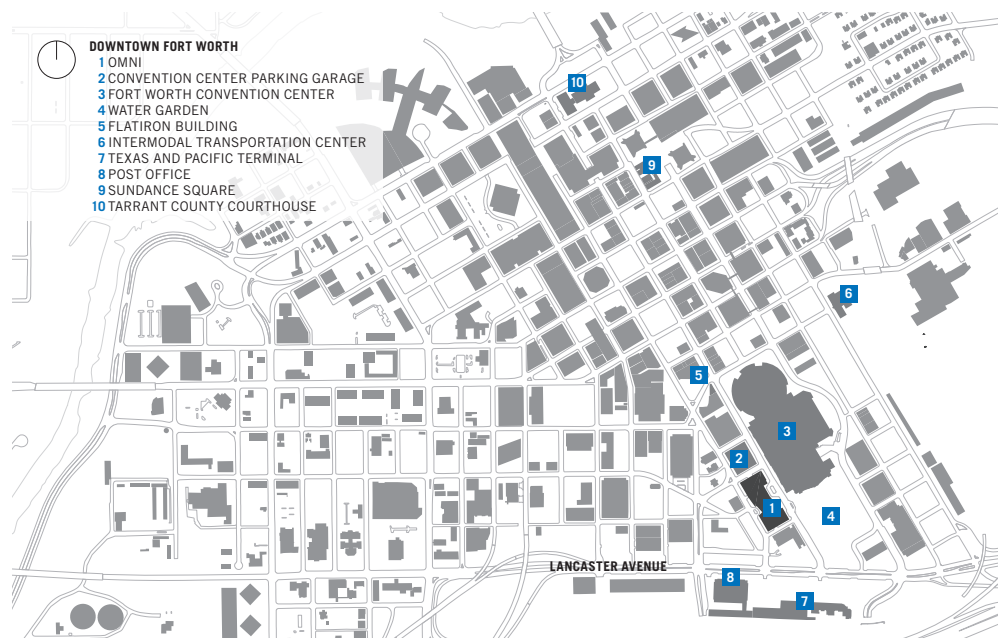 DOWNTOWN FORT WORTH
1 OMNI
2 CONVENTION CENTER PARKING GARAGE
3 FORT WORTH CONVENTION CENTER
4 WATER GARDEN
5 FLATIRON BUILDING
6 INTERMODAL TRANSPORTATION CENTER
7 TEXAS AND PACIFIC TERMINAL
8 POST OFFICE
9 SUNDANCE SQUARE
10 TARRANT COUNTY COURTHOUSE
10
9
6
5
3
2
1
4
LANCASTER AVENUE
8
7